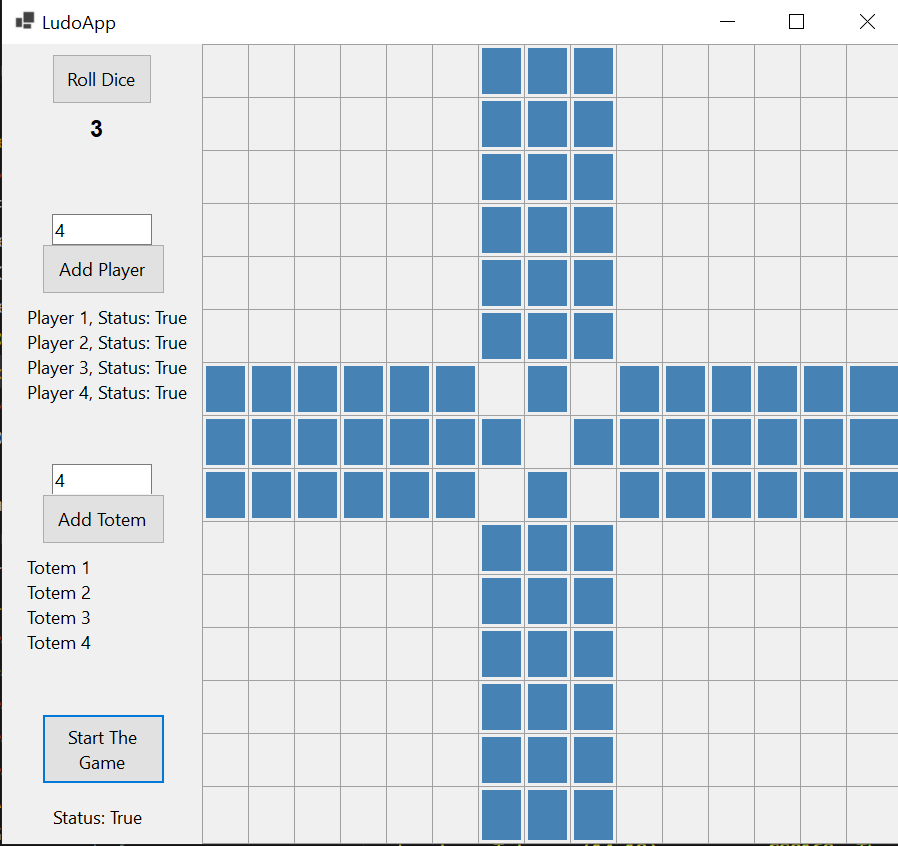 LudoApp
Roll Dice
3
4
Add Player
Player 1, Status: True
Player 2, Status: True
Player 3, Status: True
Player 4, Status: True
4
Add Totem
Totem 1
Totem 2
Totem 3
Totem 4
Start The
Game
Status: True